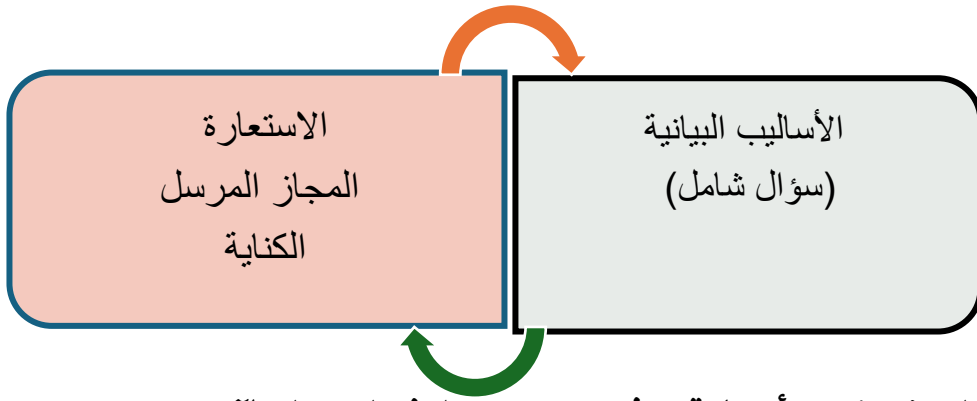 الأساليب البيانية
(سؤال شامل)
الاستعارة
المجاز المرسل
الكناية